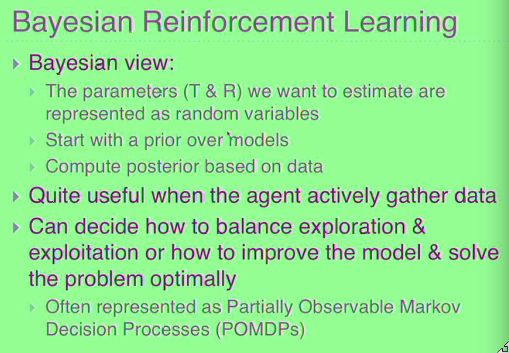 Bayesian Reinforcement Learning
Bayesian view:
The parameters (T & R) we want to estimate are
represented as random variables
Start with a prior over models
Compute posterior based on data
Quite useful when the agent actively gather data
Can decide how to balance exploration &
exploitation or how to improve the model & solve
the problem optimally
Often represented as Partially Observable Markov
Decision Processes (POMDPs)